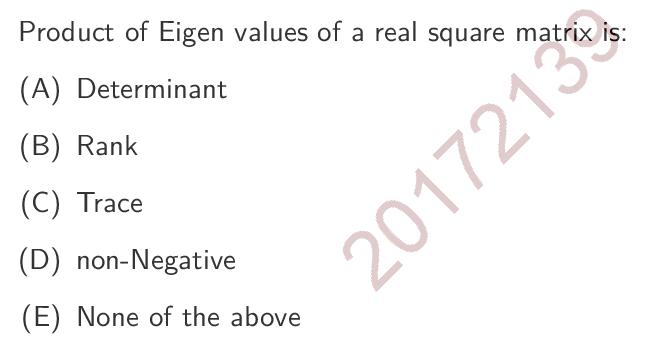 Product of Eigen values of a real square matrix is:
(A) Determinant
(B) Rank
(C) Trace
(D) non-Negative
(E) None of the above
20172139